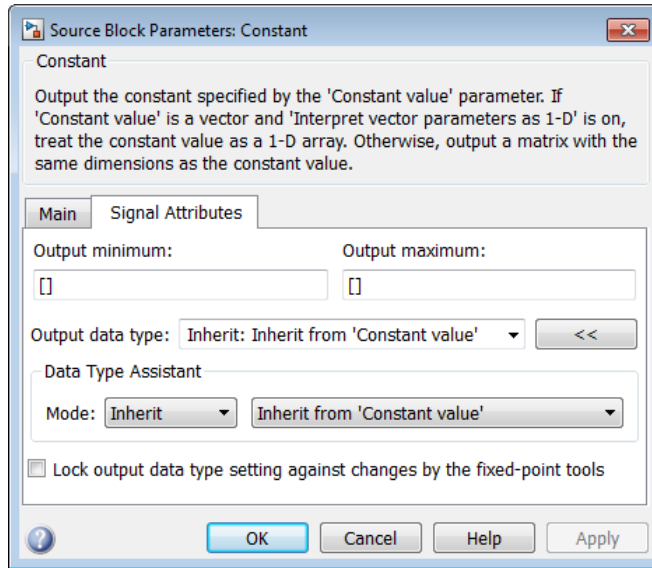 Source Block Parameters: Constant
Constant
Output the constant specified by the 'Constant value' parameter. If
'Constant value' is a vector and 'Interpret vector parameters as 1-D' is on,
treat the constant value as a 1-D array. Otherwise, output a matrix with the
same dimensions as the constant value.
Main Signal Attributes
Output minimum: Output maximum:
[] []
Output data type: Inherit: Inherit from 'Constant value' <<
Data Type Assistant
Mode: Inherit Inherit from 'Constant value'
Lock output data type setting against changes by the fixed-point tools
? OK Cancel Help Apply